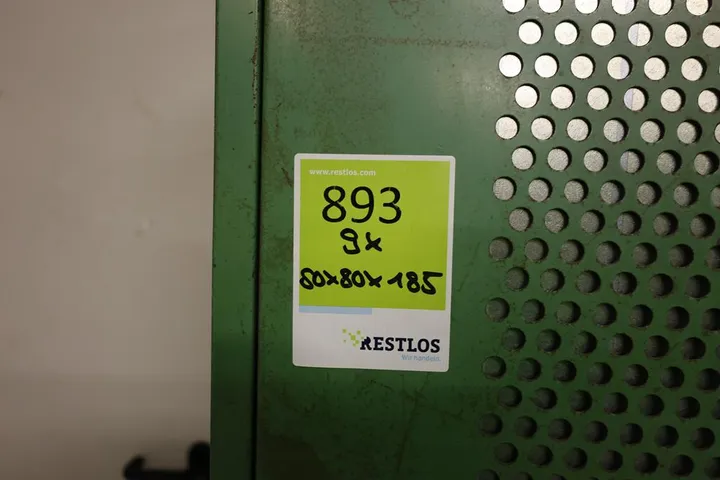 www.restlos.com
893
9x
80x80x185
RESTLOS
Wir handeln.